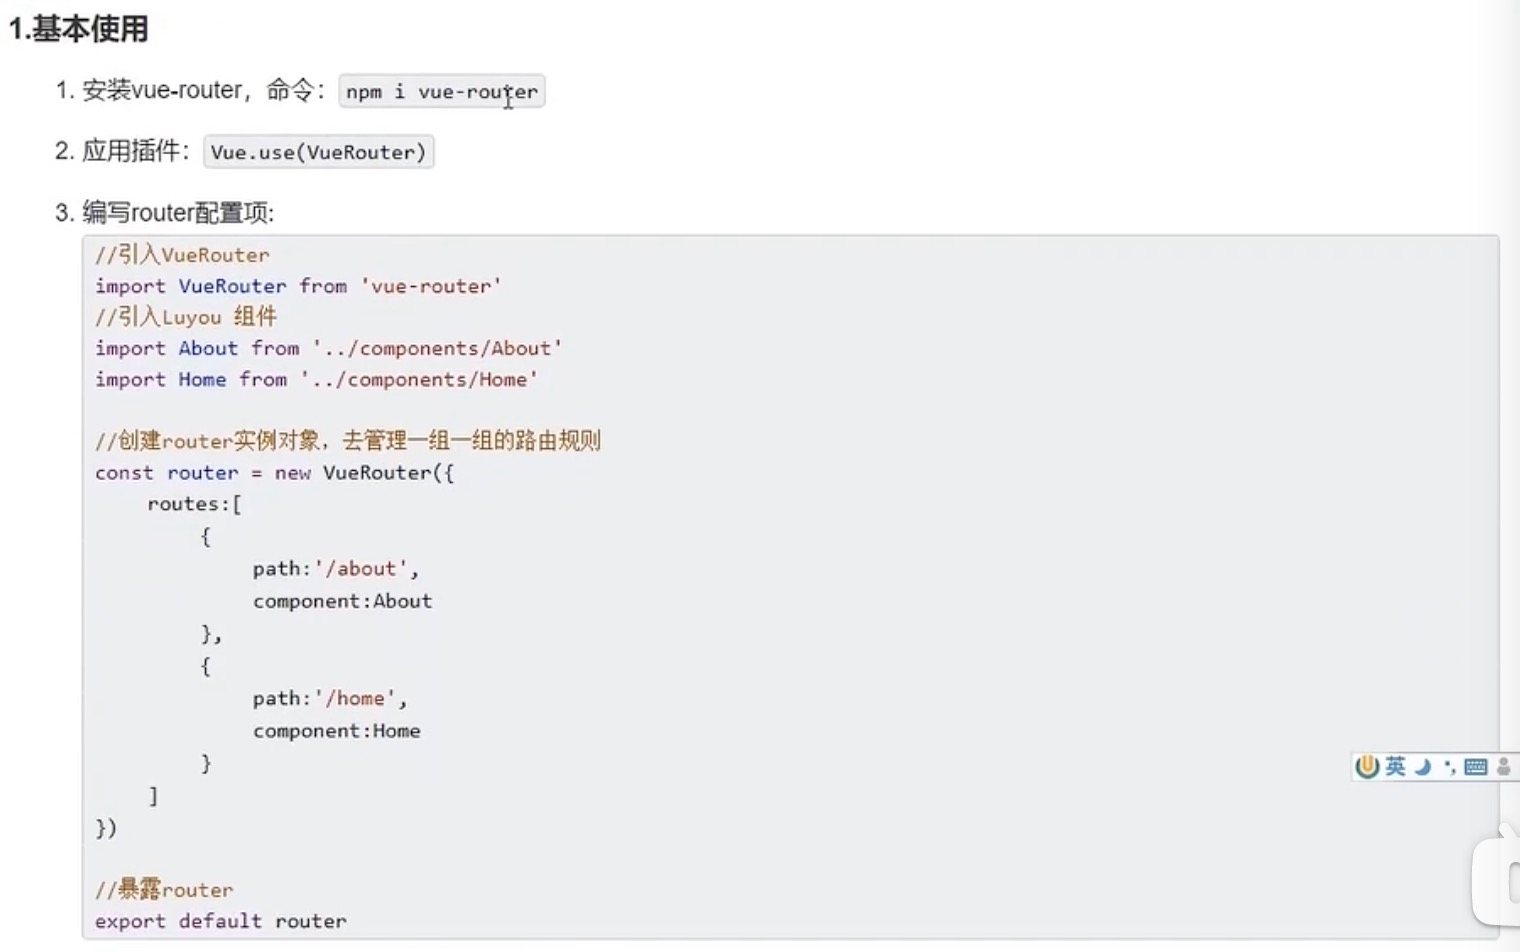 1.基本使用
1. 安装vue-router，命令：npm i vue-router
2. 应用插件：Vue.use(VueRouter)
3. 编写router配置项:
//引入VueRouter
import VueRouter from 'vue-router'
//引入Luyou 组件
import About from '../components/About'
import Home from '../components/Home'
//创建router实例对象，去管理一组一组的路由规则
const router = new VueRouter({
routes:[
{
path:'/about',
component:About
},
{
path:'/home',
component:Home
}
]
})
//暴露router
export default router
英